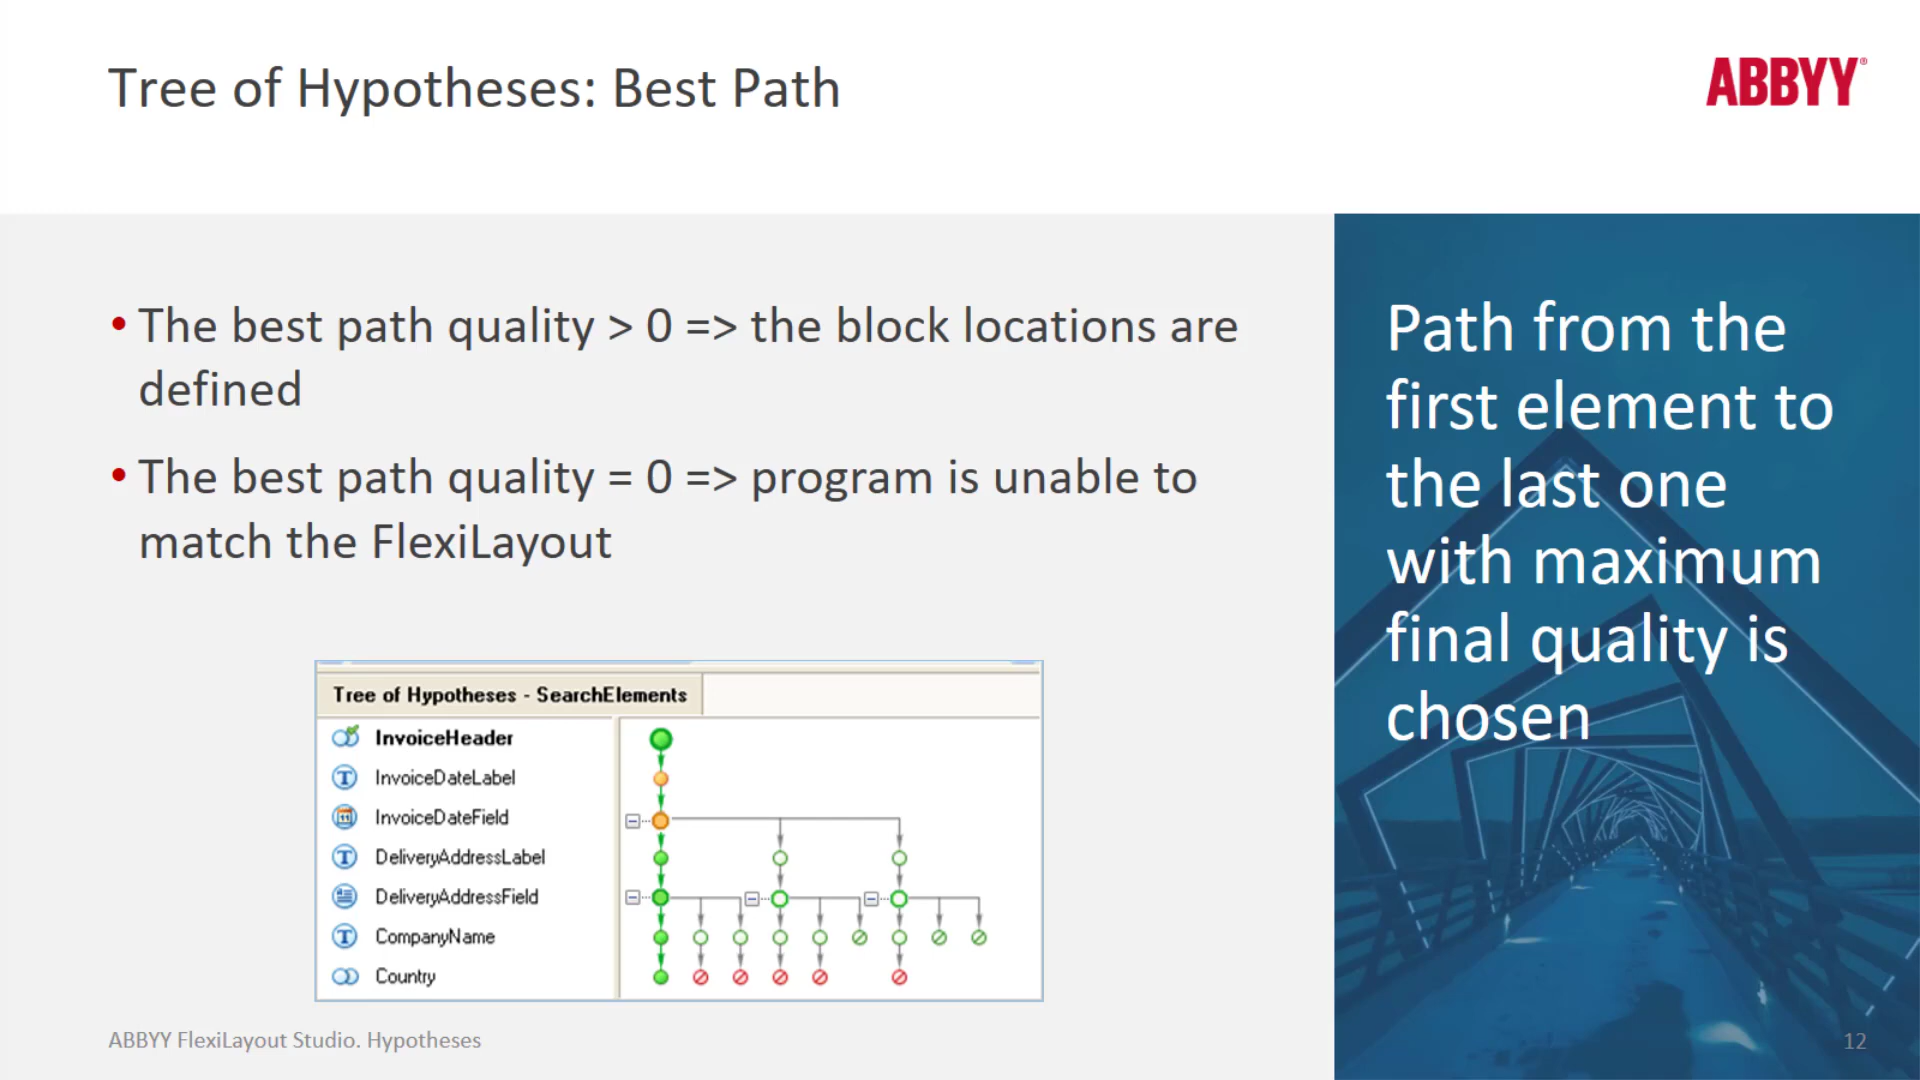 Tree of Hypotheses: Best Path
ABBYY®
• The best path quality > 0 => the block locations are
defined
• The best path quality = 0 => program is unable to
match the FlexiLayout
Path from the
first element to
the last one
with maximum
final quality is
chosen
Tree of Hypotheses - SearchElements
InvoiceHeader
InvoiceDateLabel
InvoiceDateField
DeliveryAddressLabel
DeliveryAddressField
CompanyName
Country
ABBYY FlexiLayout Studio. Hypotheses
12